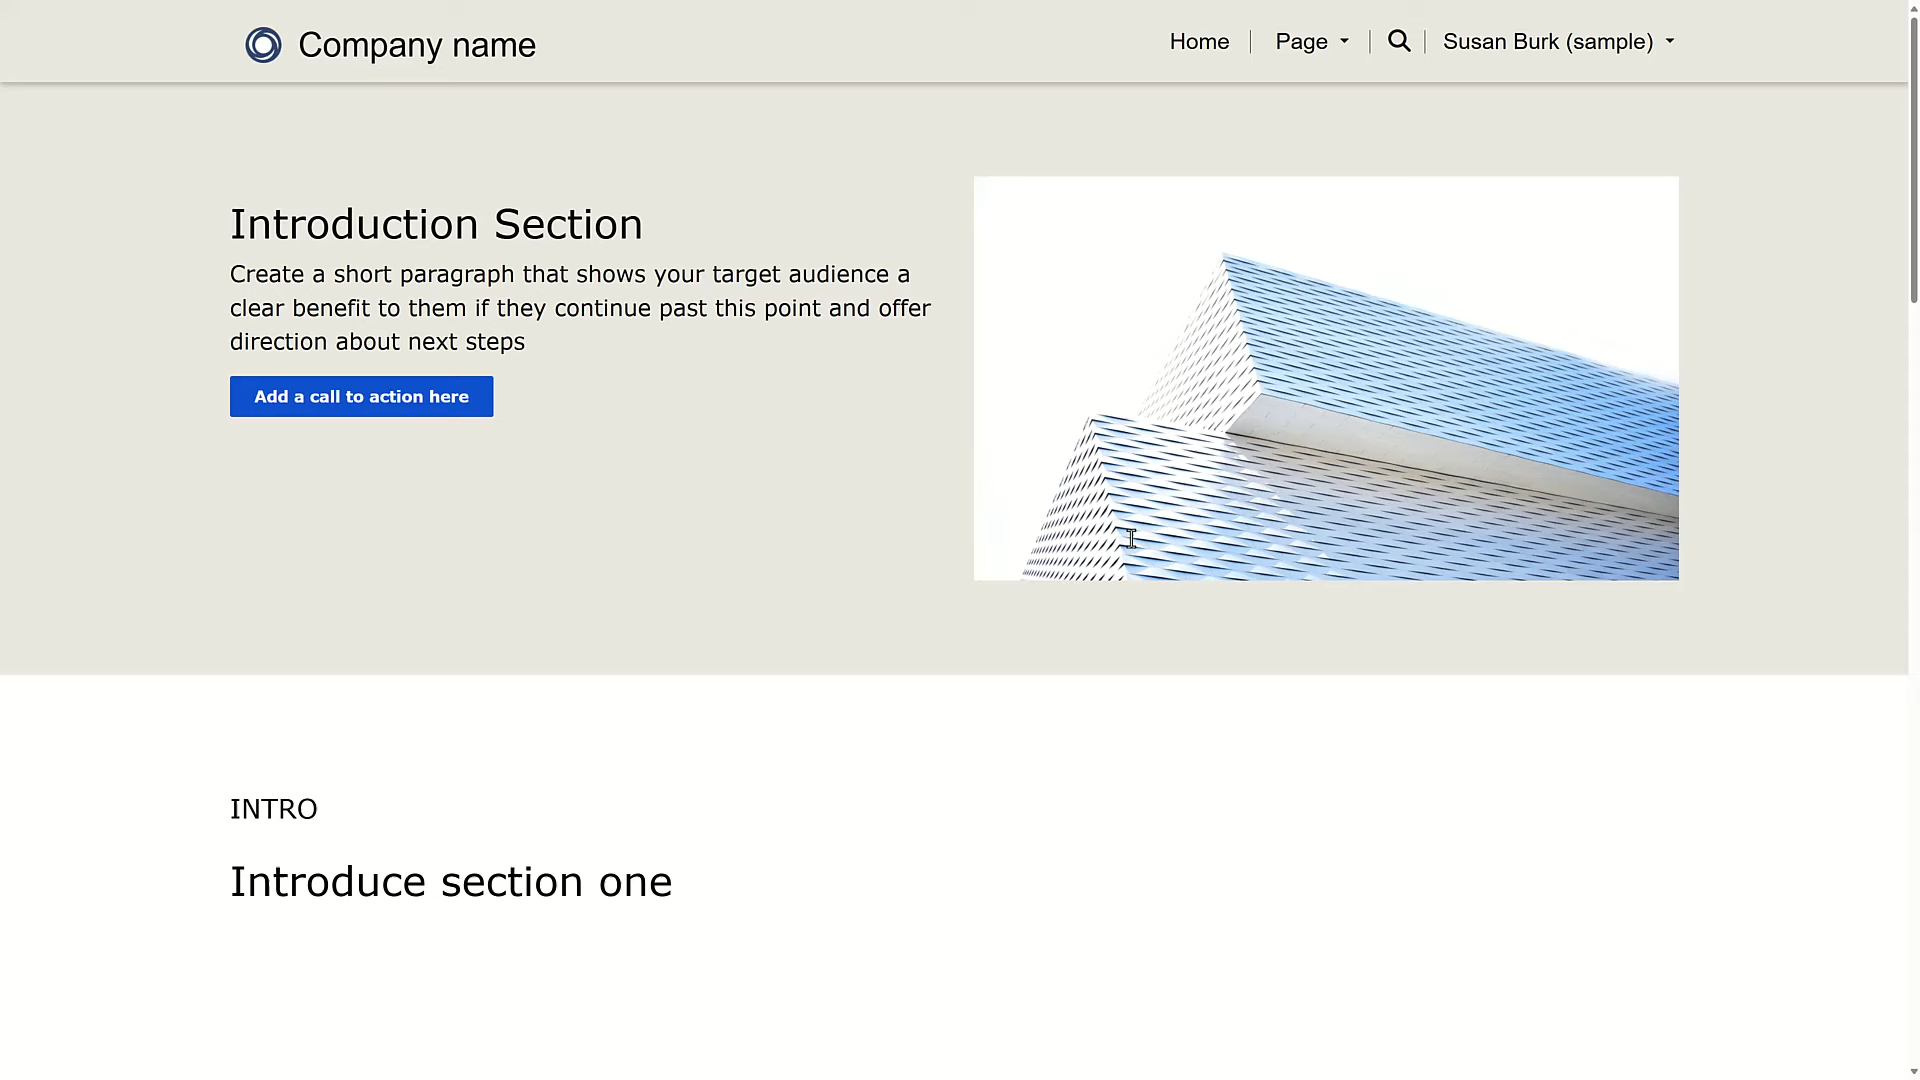 Company name
Home
Page
Susan Burk (sample)
Introduction Section
Create a short paragraph that shows your target audience a
clear benefit to them if they continue past this point and offer
direction about next steps
Add a call to action here
INTRO
Introduce section one